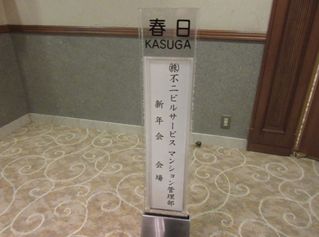 春日
KASUGA
㈱不二ビルサービス マンション管理部
新年会 会場